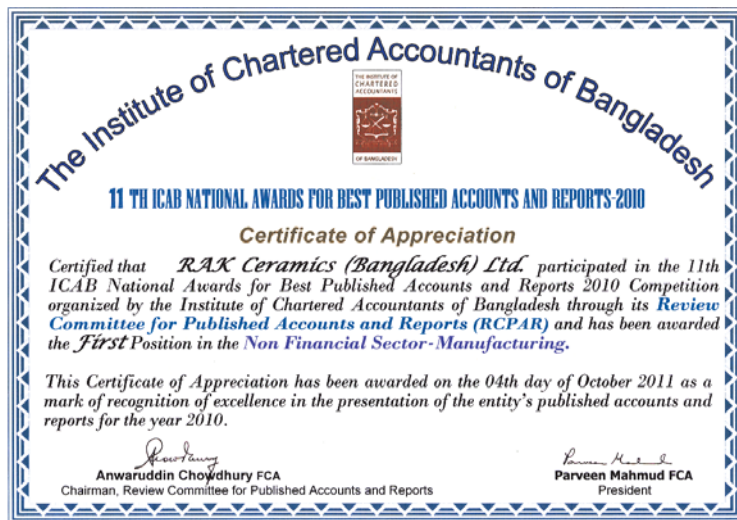 The Institute of Chartered Accountants of Bangladesh
THE INSTITUTE OF
CHARTERED
ACCOUNTANTS
OF BANGLADESH
11 TH ICAB NATIONAL AWARDS FOR BEST PUBLISHED ACCOUNTS AND REPORTS-2010
Certificate of Appreciation
Certified that RAK Ceramics (Bangladesh) Ltd. participated in the 11th
ICAB National Awards for Best Published Accounts and Reports 2010 Competition
organized by the Institute of Chartered Accountants of Bangladesh through its Review
Committee for Published Accounts and Reports (RCPAR) and has been awarded
the First Position in the Non Financial Sector-Manufacturing.
This Certificate of Appreciation has been awarded on the 04th day of October 2011 as a
mark of recognition of excellence in the presentation of the entity's published accounts and
reports for the year 2010.
Anwaruddin Chowdhury FCA
Chairman, Review Committee for Published Accounts and Reports
Parveen Mahmud FCA
President